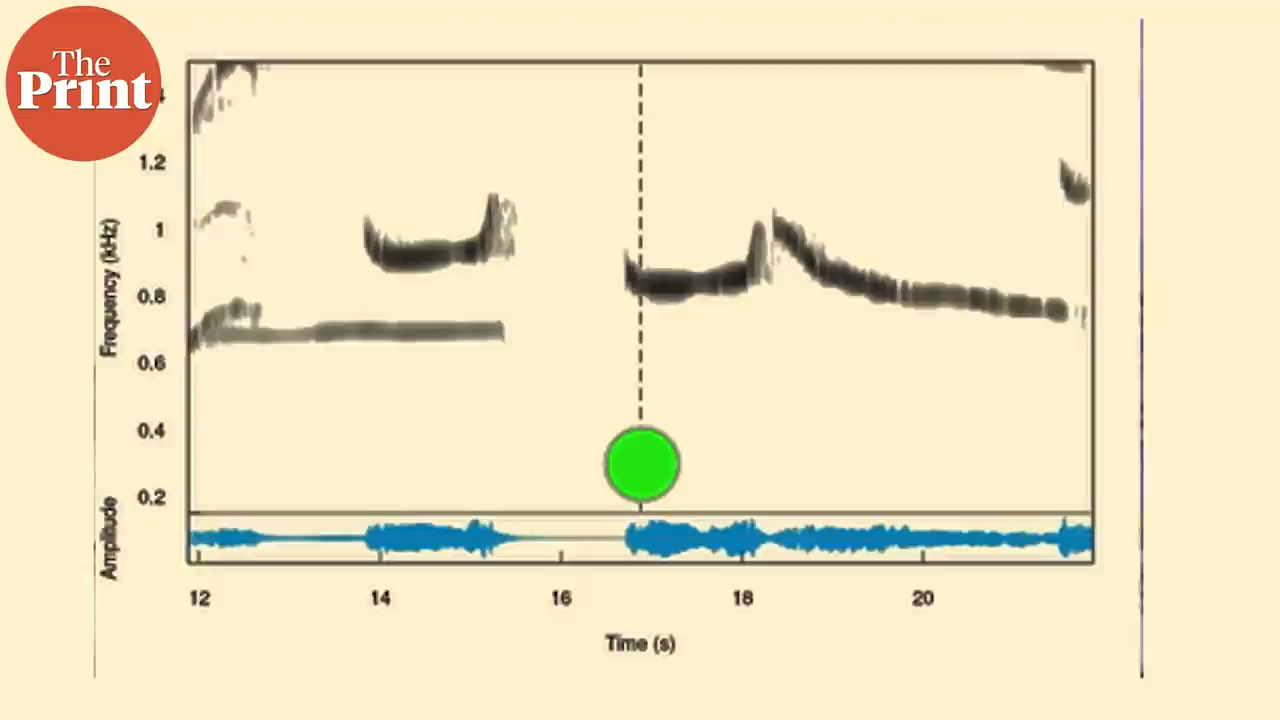 The
Print
4
1.2
1
0.8
0.6
0.4
0.2
Frequency (kHz)
Amplitude
12 14 16 18 20
Time (s)